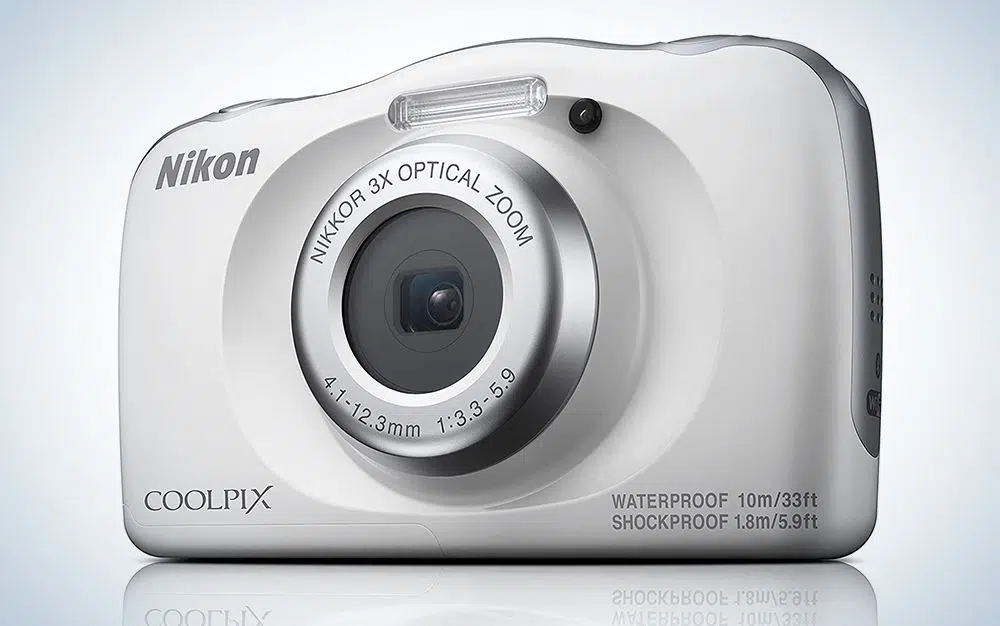 Nikon
NIKKOR 3X OPTICAL ZOOM
4.1-12.3mm 1:3.3-5.9
COOLPIX
WATERPROOF 10m/33ft
SHOCKPROOF 1.8m/5.9ft